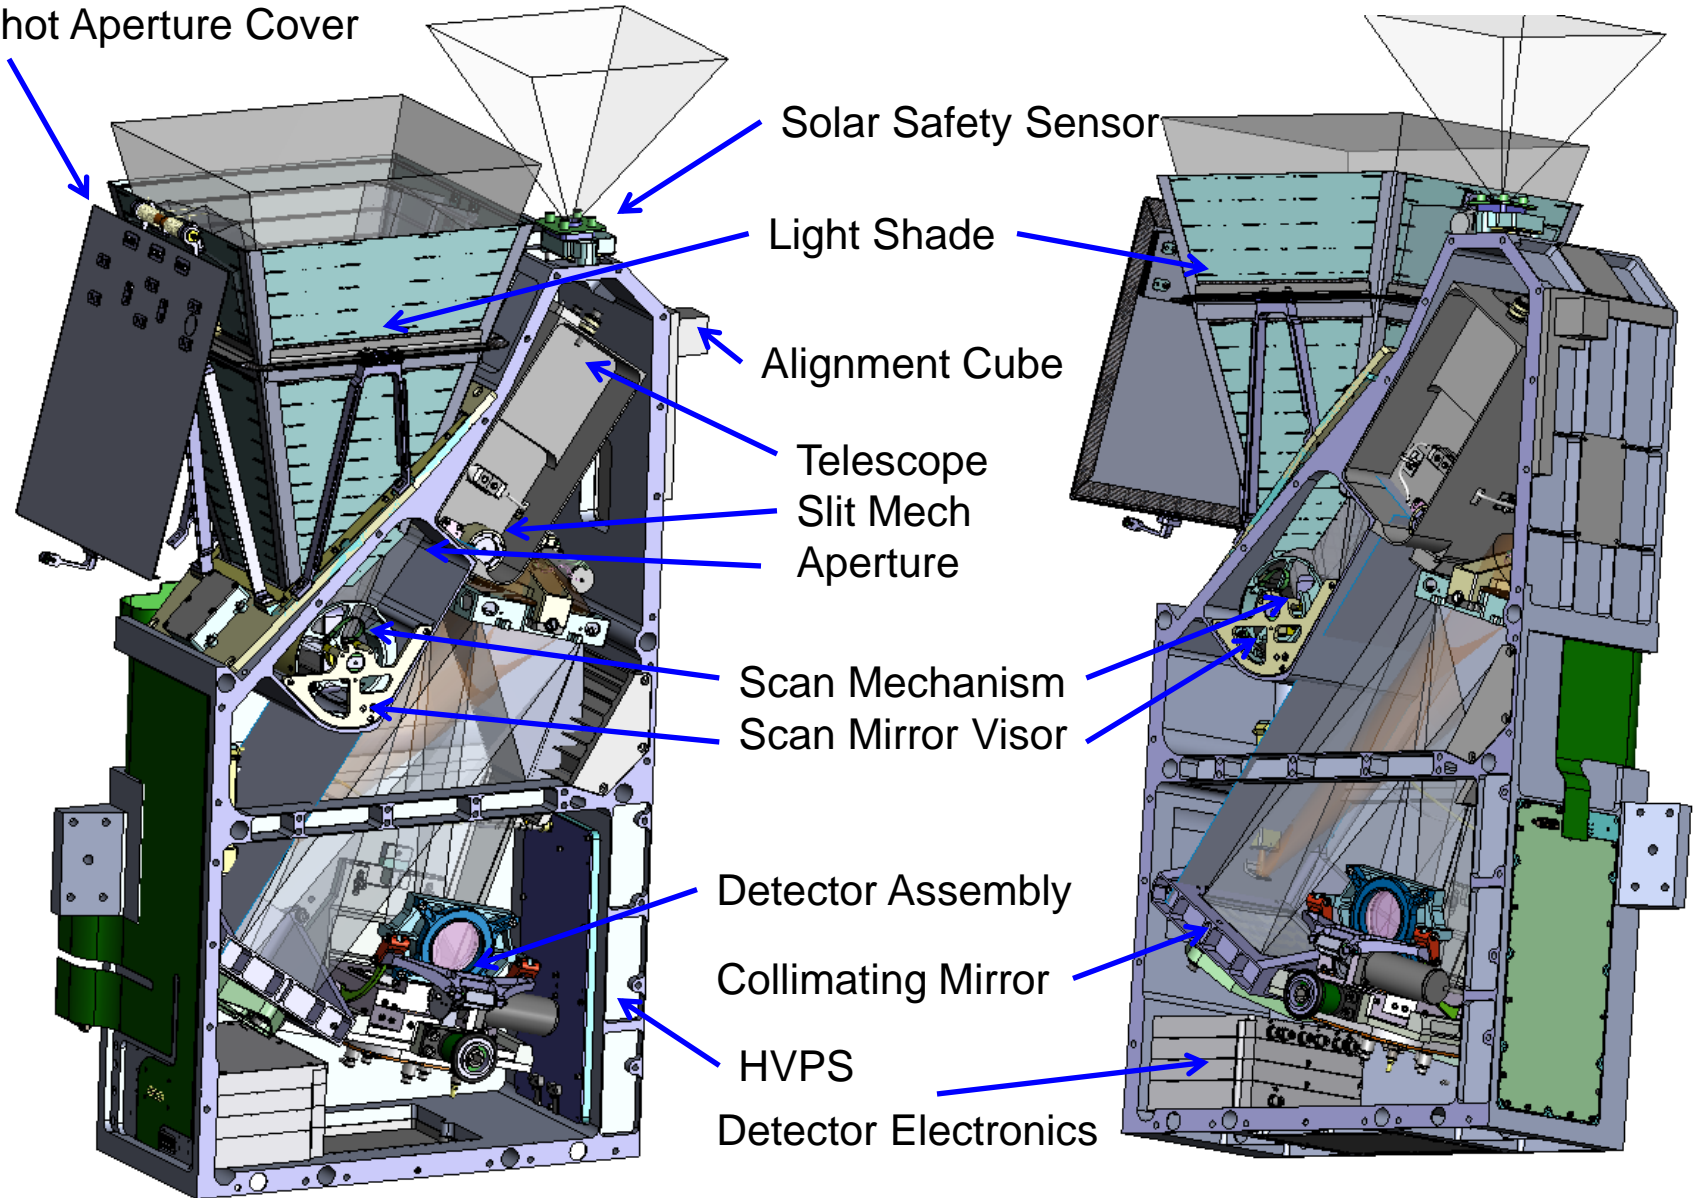 hot Aperture Cover
Solar Safety Sensor
Light Shade
Alignment Cube
Telescope
Slit Mech
Aperture
Scan Mechanism
Scan Mirror Visor
Detector Assembly
Collimating Mirror
HVPS
Detector Electronics